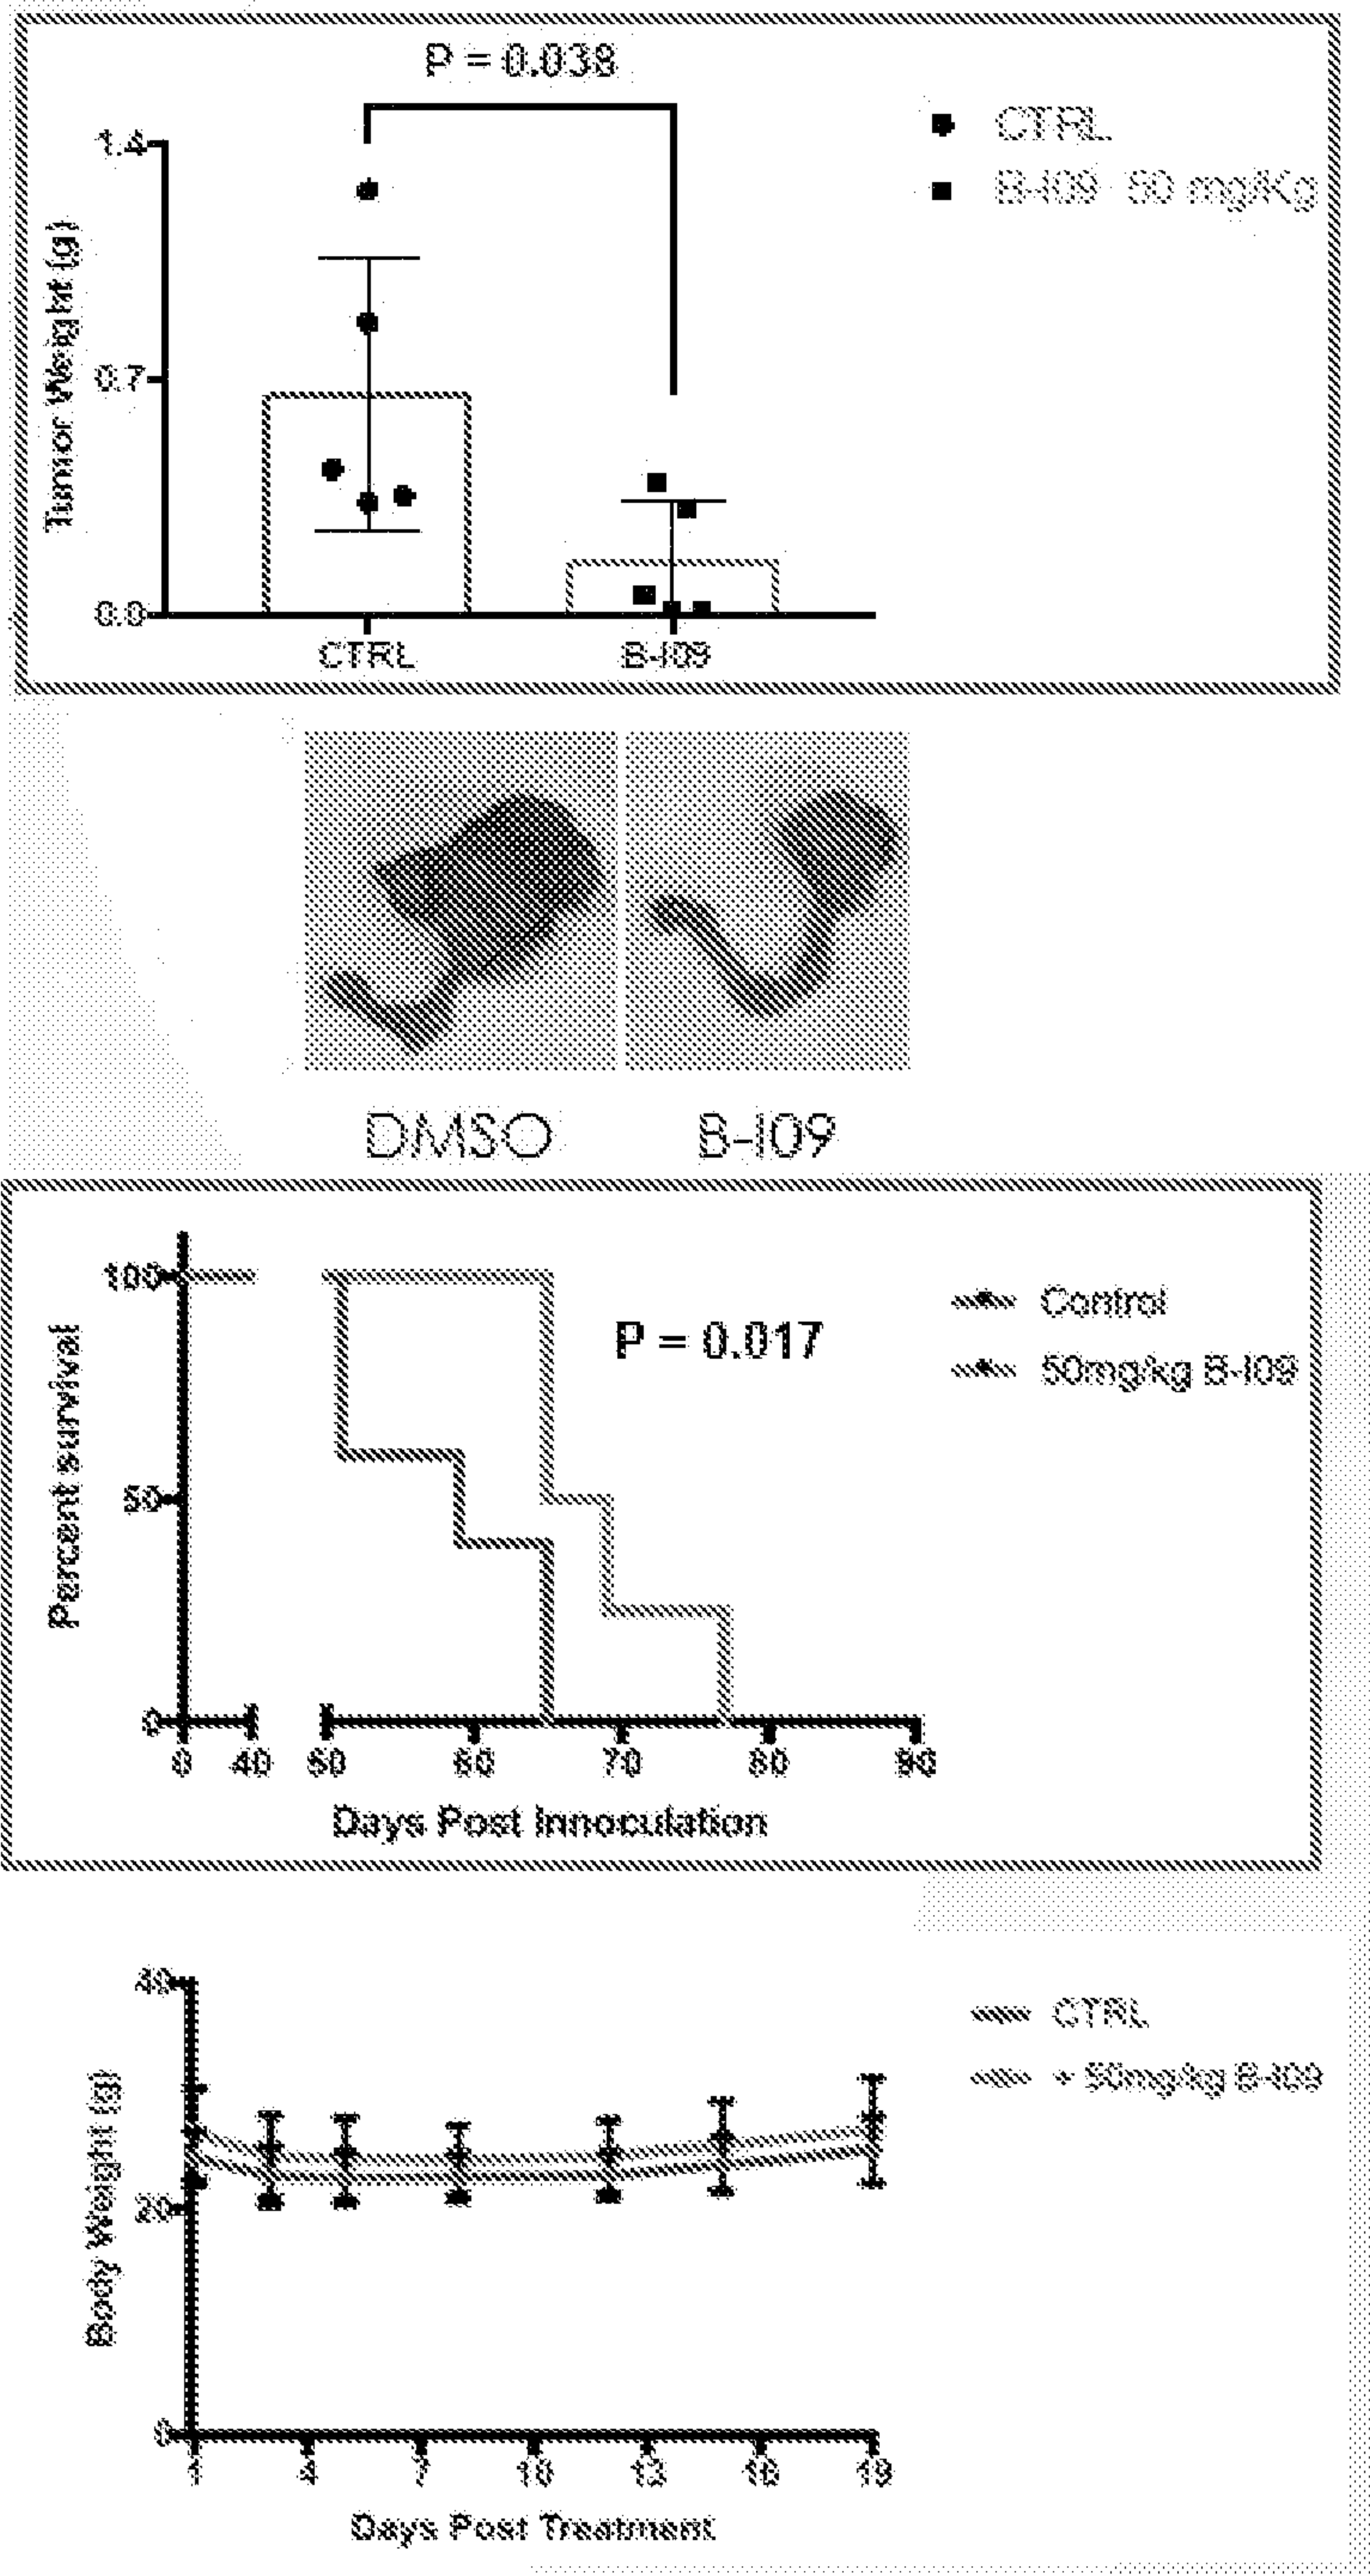 P = 0.038
1.4
0.7
0.0
Tumor Weight (g)
CTRL
B-I09
CTRL
B-I09 50 mg/Kg
DMSO
B-I09
100
50
0
Percent survival
P = 0.017
Control
50mg/kg B-I09
0 40 50 60 70 80 90
Days Post Innoculation
40
20
0
Body Weight (g)
CTRL
+ 50mg/kg B-I09
1 4 7 10 13 16 19
Days Post Treatment